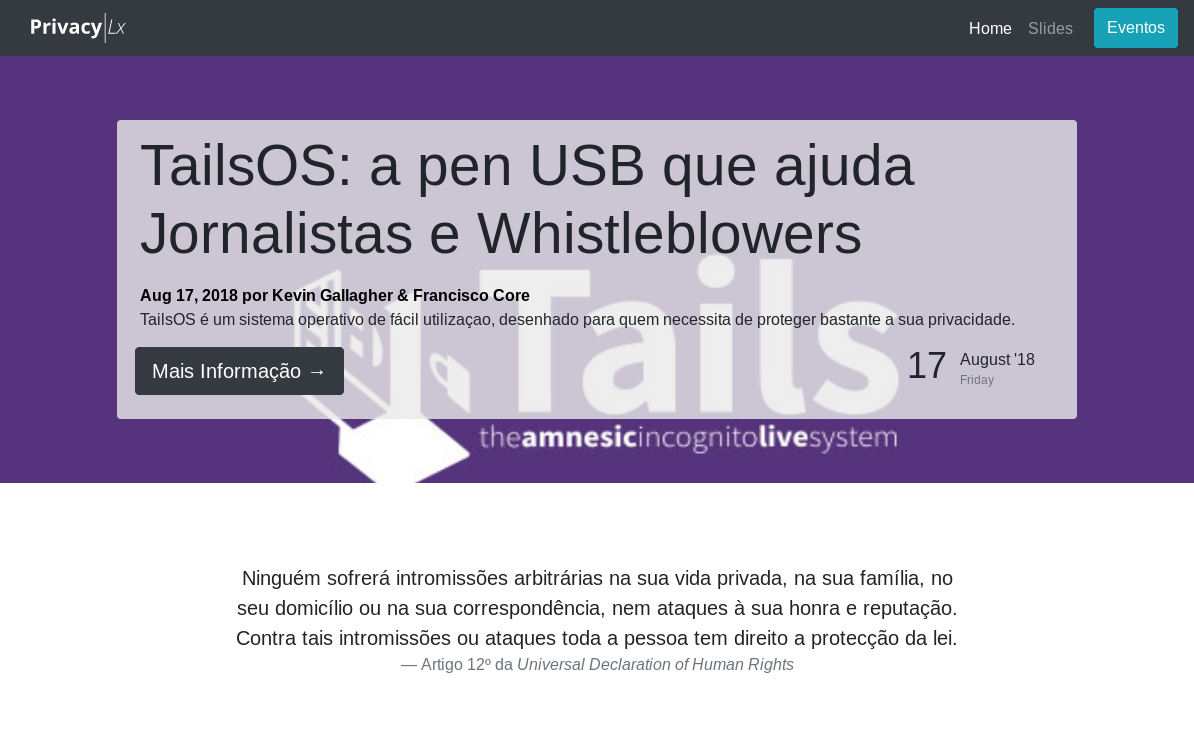 Privacy Lx
Home Slides Eventos
TailsOS: a pen USB que ajuda
Jornalistas e Whistleblowers
Aug 17, 2018 por Kevin Gallagher & Francisco Core
TailsOS é um sistema operativo de fácil utilizaçao, desenhado para quem necessita de proteger bastante a sua privacidade.
Mais Informação →
17 August '18
Friday
Tails
theamnesicincognitolivesystem
Ninguém sofrerá intromissões arbitrárias na sua vida privada, na sua família, no
seu domicílio ou na sua correspondência, nem ataques à sua honra e reputação.
Contra tais intromissões ou ataques toda a pessoa tem direito a protecção da lei.
— Artigo 12º da Universal Declaration of Human Rights